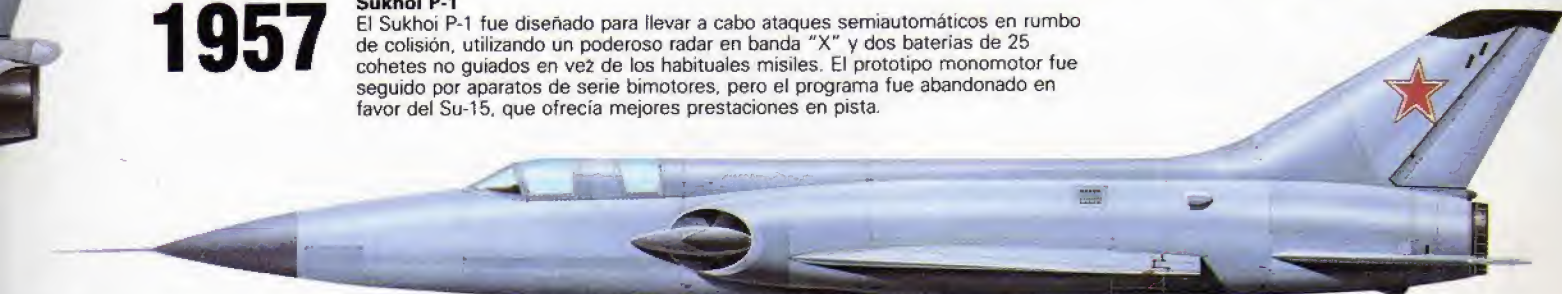 1957
Sukhoi P-1
El Sukhoi P-1 fue diseñado para llevar a cabo ataques semiautomáticos en rumbo
de colisión, utilizando un poderoso radar en banda "X" y dos baterías de 25
cohetes no guiados en vez de los habituales misiles. El prototipo monomotor fue
seguido por aparatos de serie bimotores, pero el programa fue abandonado en
favor del Su-15, que ofrecía mejores prestaciones en pista.